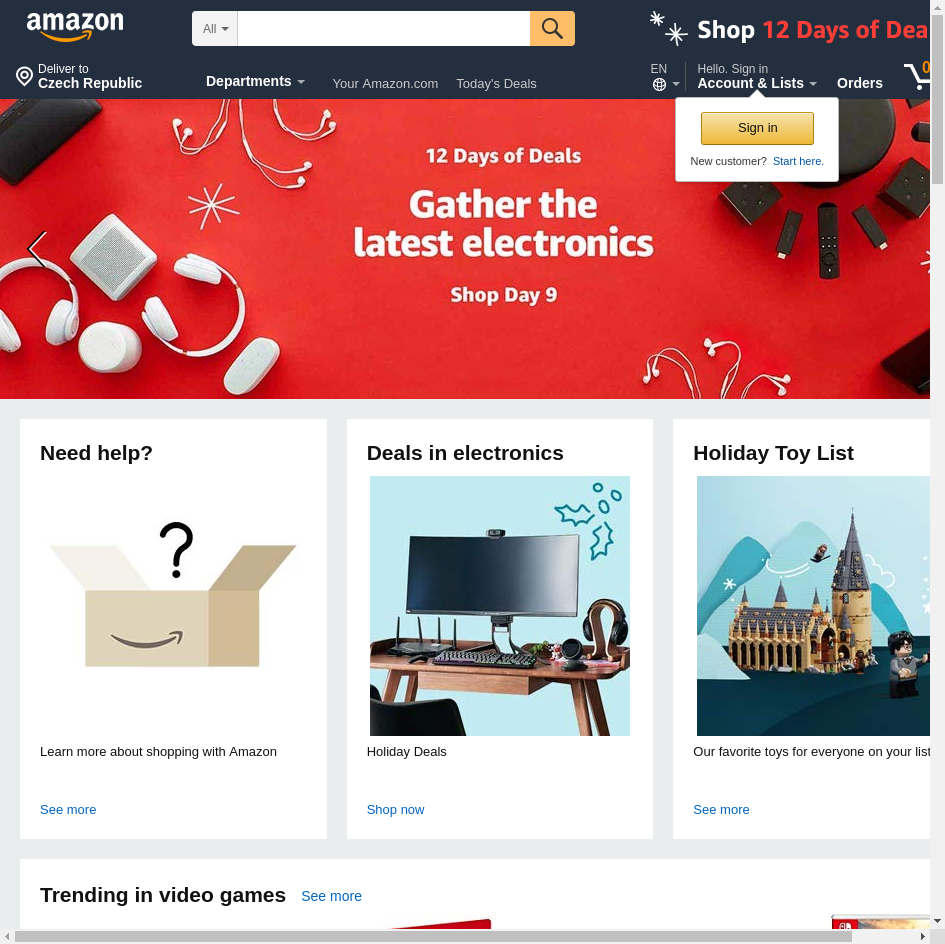 amazon
All
Shop 12 Days of Dea
Deliver to
Czech Republic
Departments
Your Amazon.com
Today's Deals
EN
Hello. Sign in
Account & Lists
Orders
0
Sign in
New customer? Start here.
12 Days of Deals
Gather the
latest electronics
Shop Day 9
Need help?
Learn more about shopping with Amazon
See more
Deals in electronics
Holiday Deals
Shop now
Holiday Toy List
Our favorite toys for everyone on your list
See more
Trending in video games See more